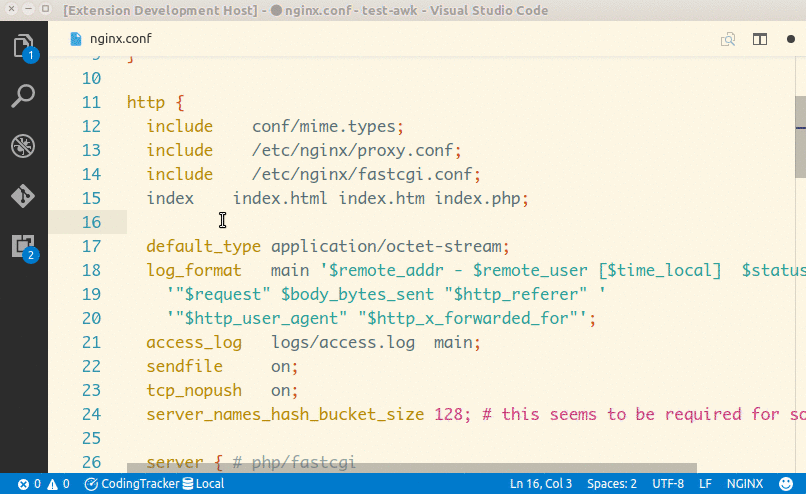 [Extension Development Host] - ● nginx.conf - test-awk - Visual Studio Code
nginx.conf
1
2
9 }
10
11 http {
12 include conf/mime.types;
13 include /etc/nginx/proxy.conf;
14 include /etc/nginx/fastcgi.conf;
15 index index.html index.htm index.php;
16
17 default_type application/octet-stream;
18 log_format main '$remote_addr - $remote_user [$time_local] $status
19 '"$request" $body_bytes_sent "$http_referer" '
20 '"$http_user_agent" "$http_x_forwarded_for"';
21 access_log logs/access.log main;
22 sendfile on;
23 tcp_nopush on;
24 server_names_hash_bucket_size 128; # this seems to be required for so
25
26 server { # php/fastcgi
0 0 CodingTracker Local Ln 16, Col 3 Spaces: 2 UTF-8 LF NGINX